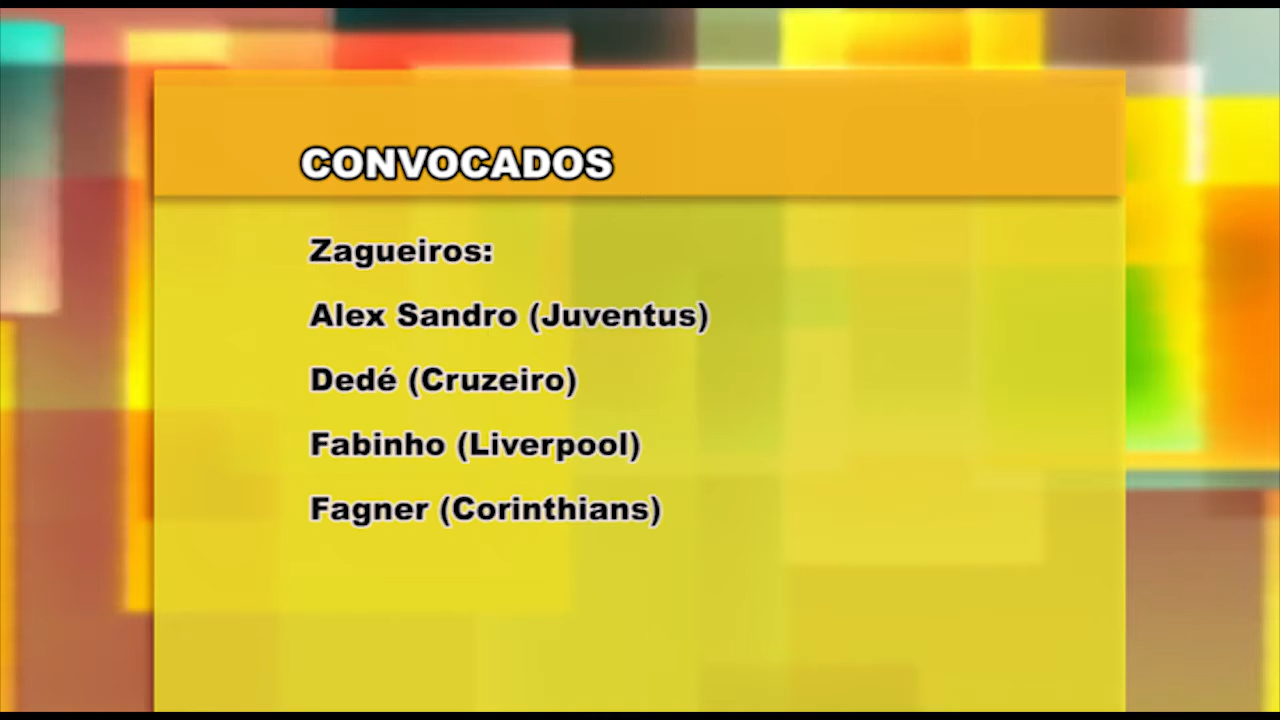 CONVOCADOS
Zagueiros:
Alex Sandro (Juventus)
Dedé (Cruzeiro)
Fabinho (Liverpool)
Fagner (Corinthians)